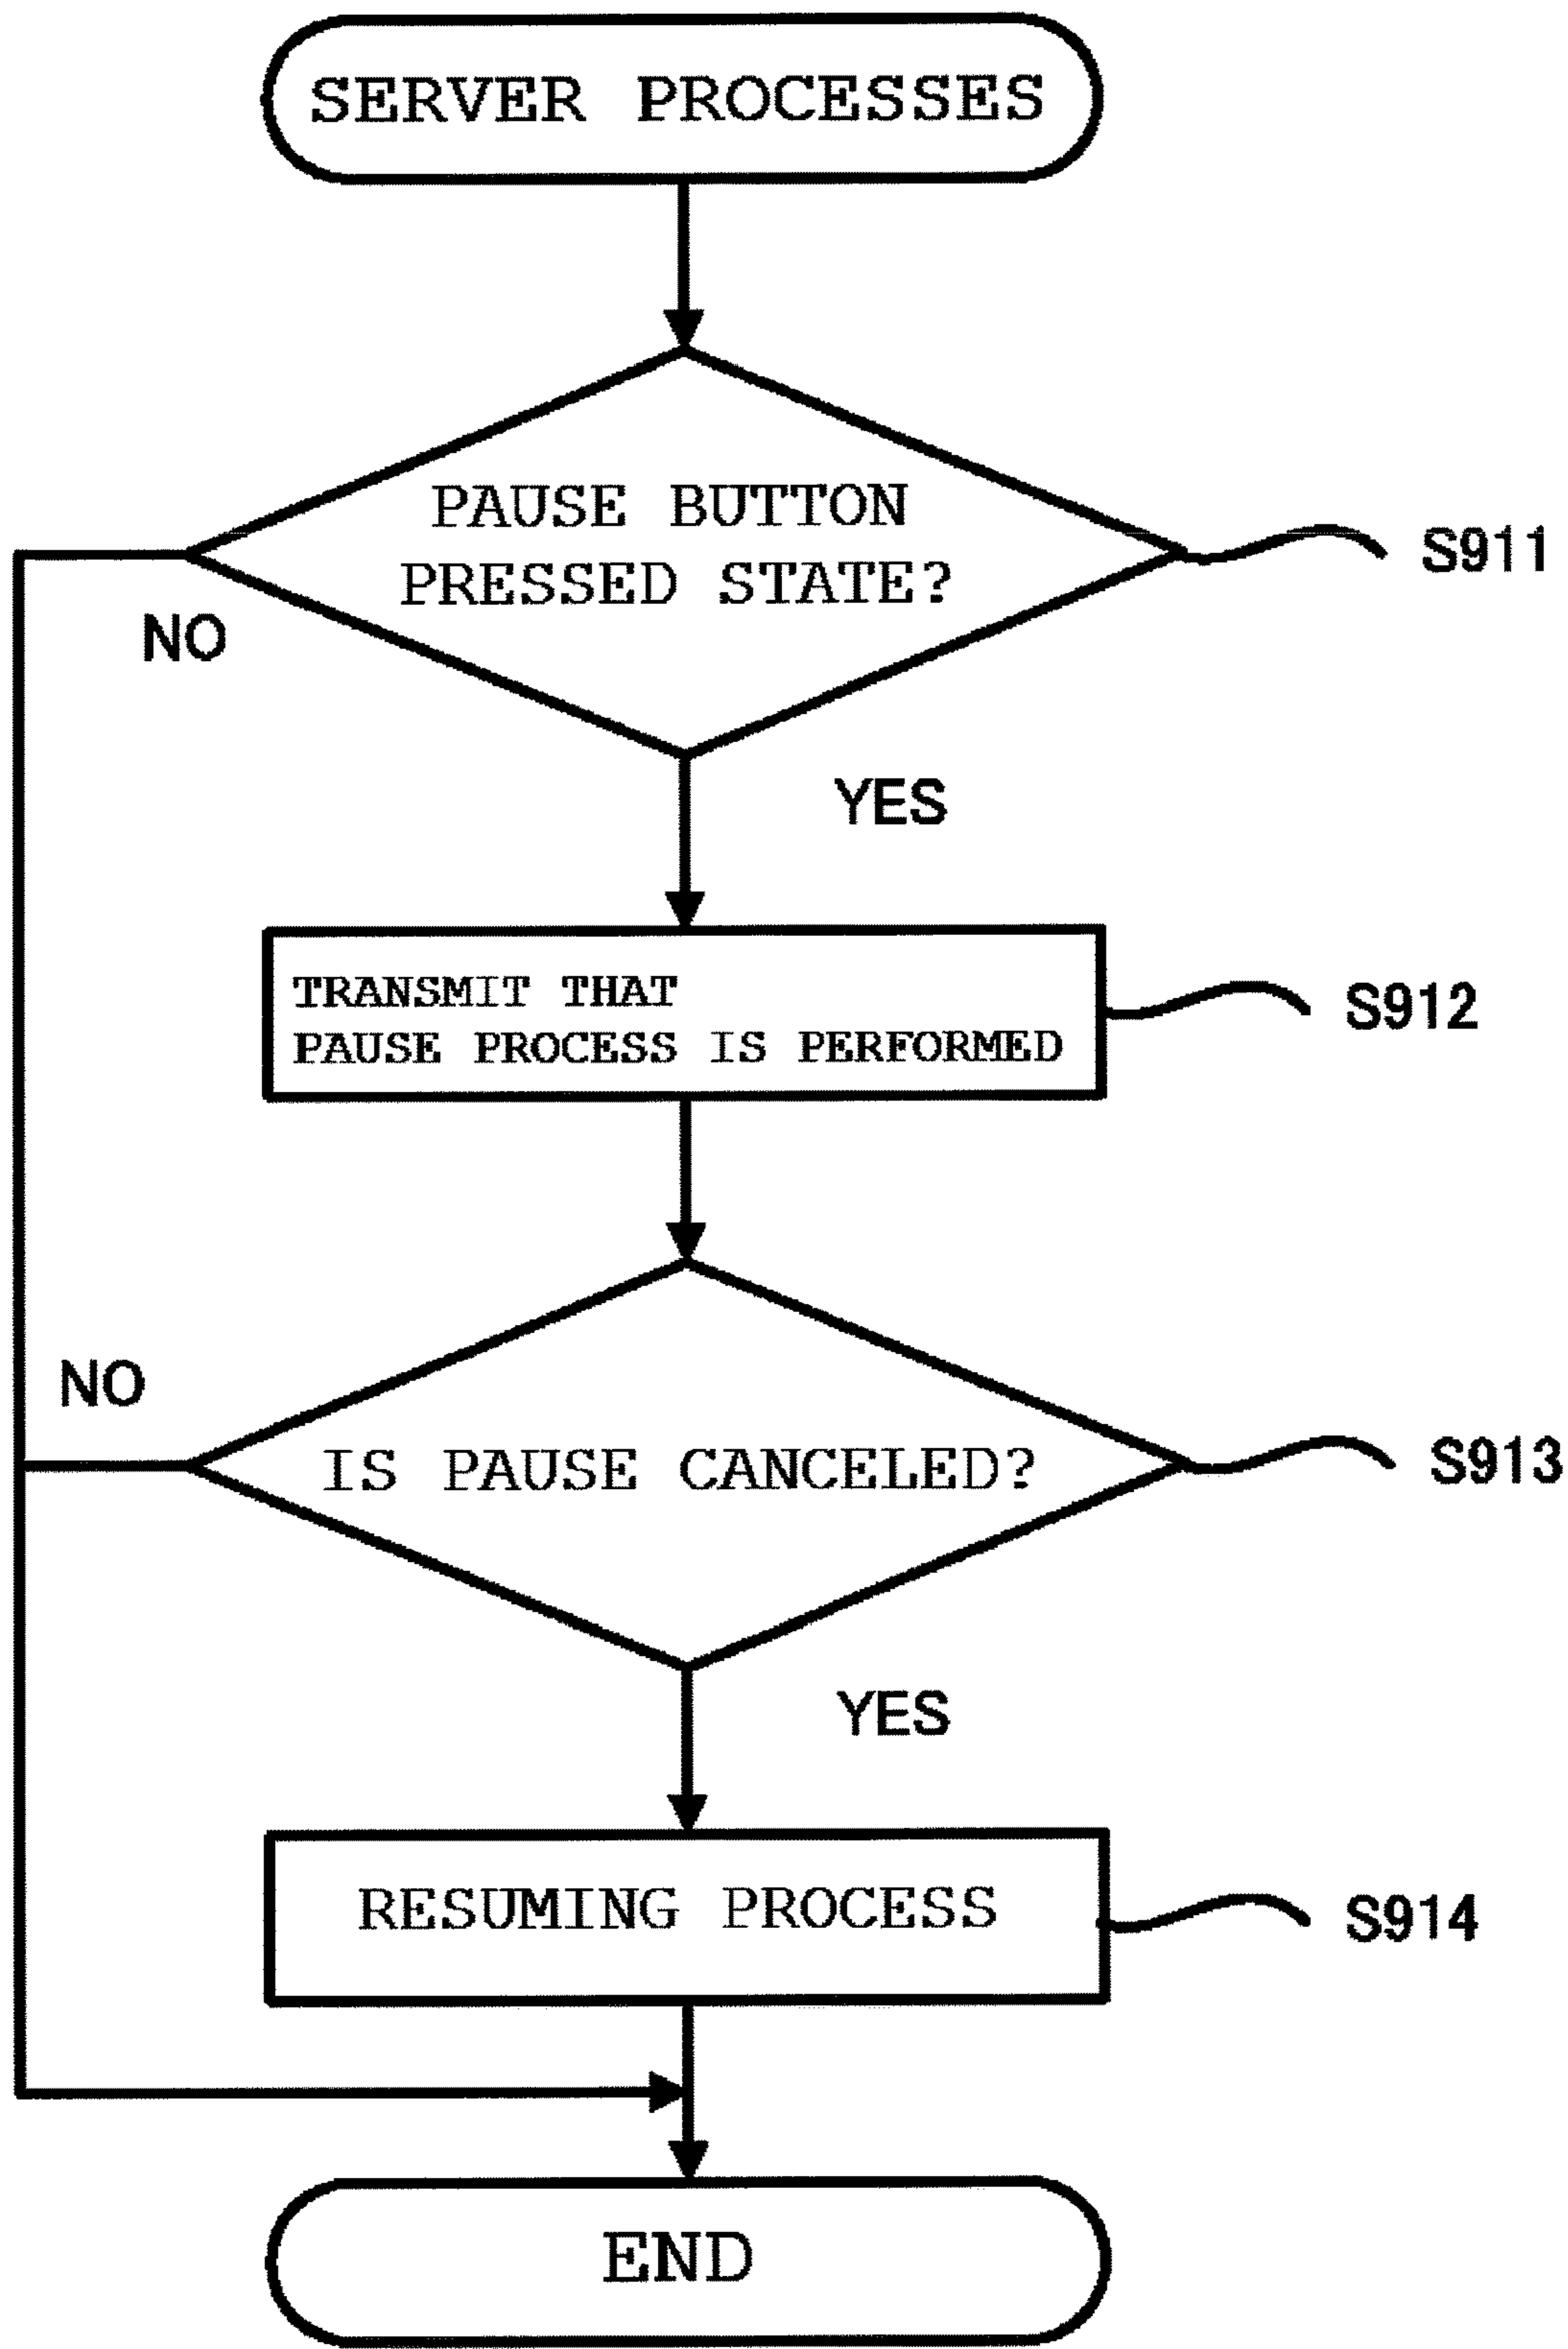 SERVER PROCESSES
PAUSE BUTTON
PRESSED STATE?
S911
NO
YES
TRANSMIT THAT
PAUSE PROCESS IS PERFORMED
S912
NO
IS PAUSE CANCELED?
S913
YES
RESUMING PROCESS
S914
END